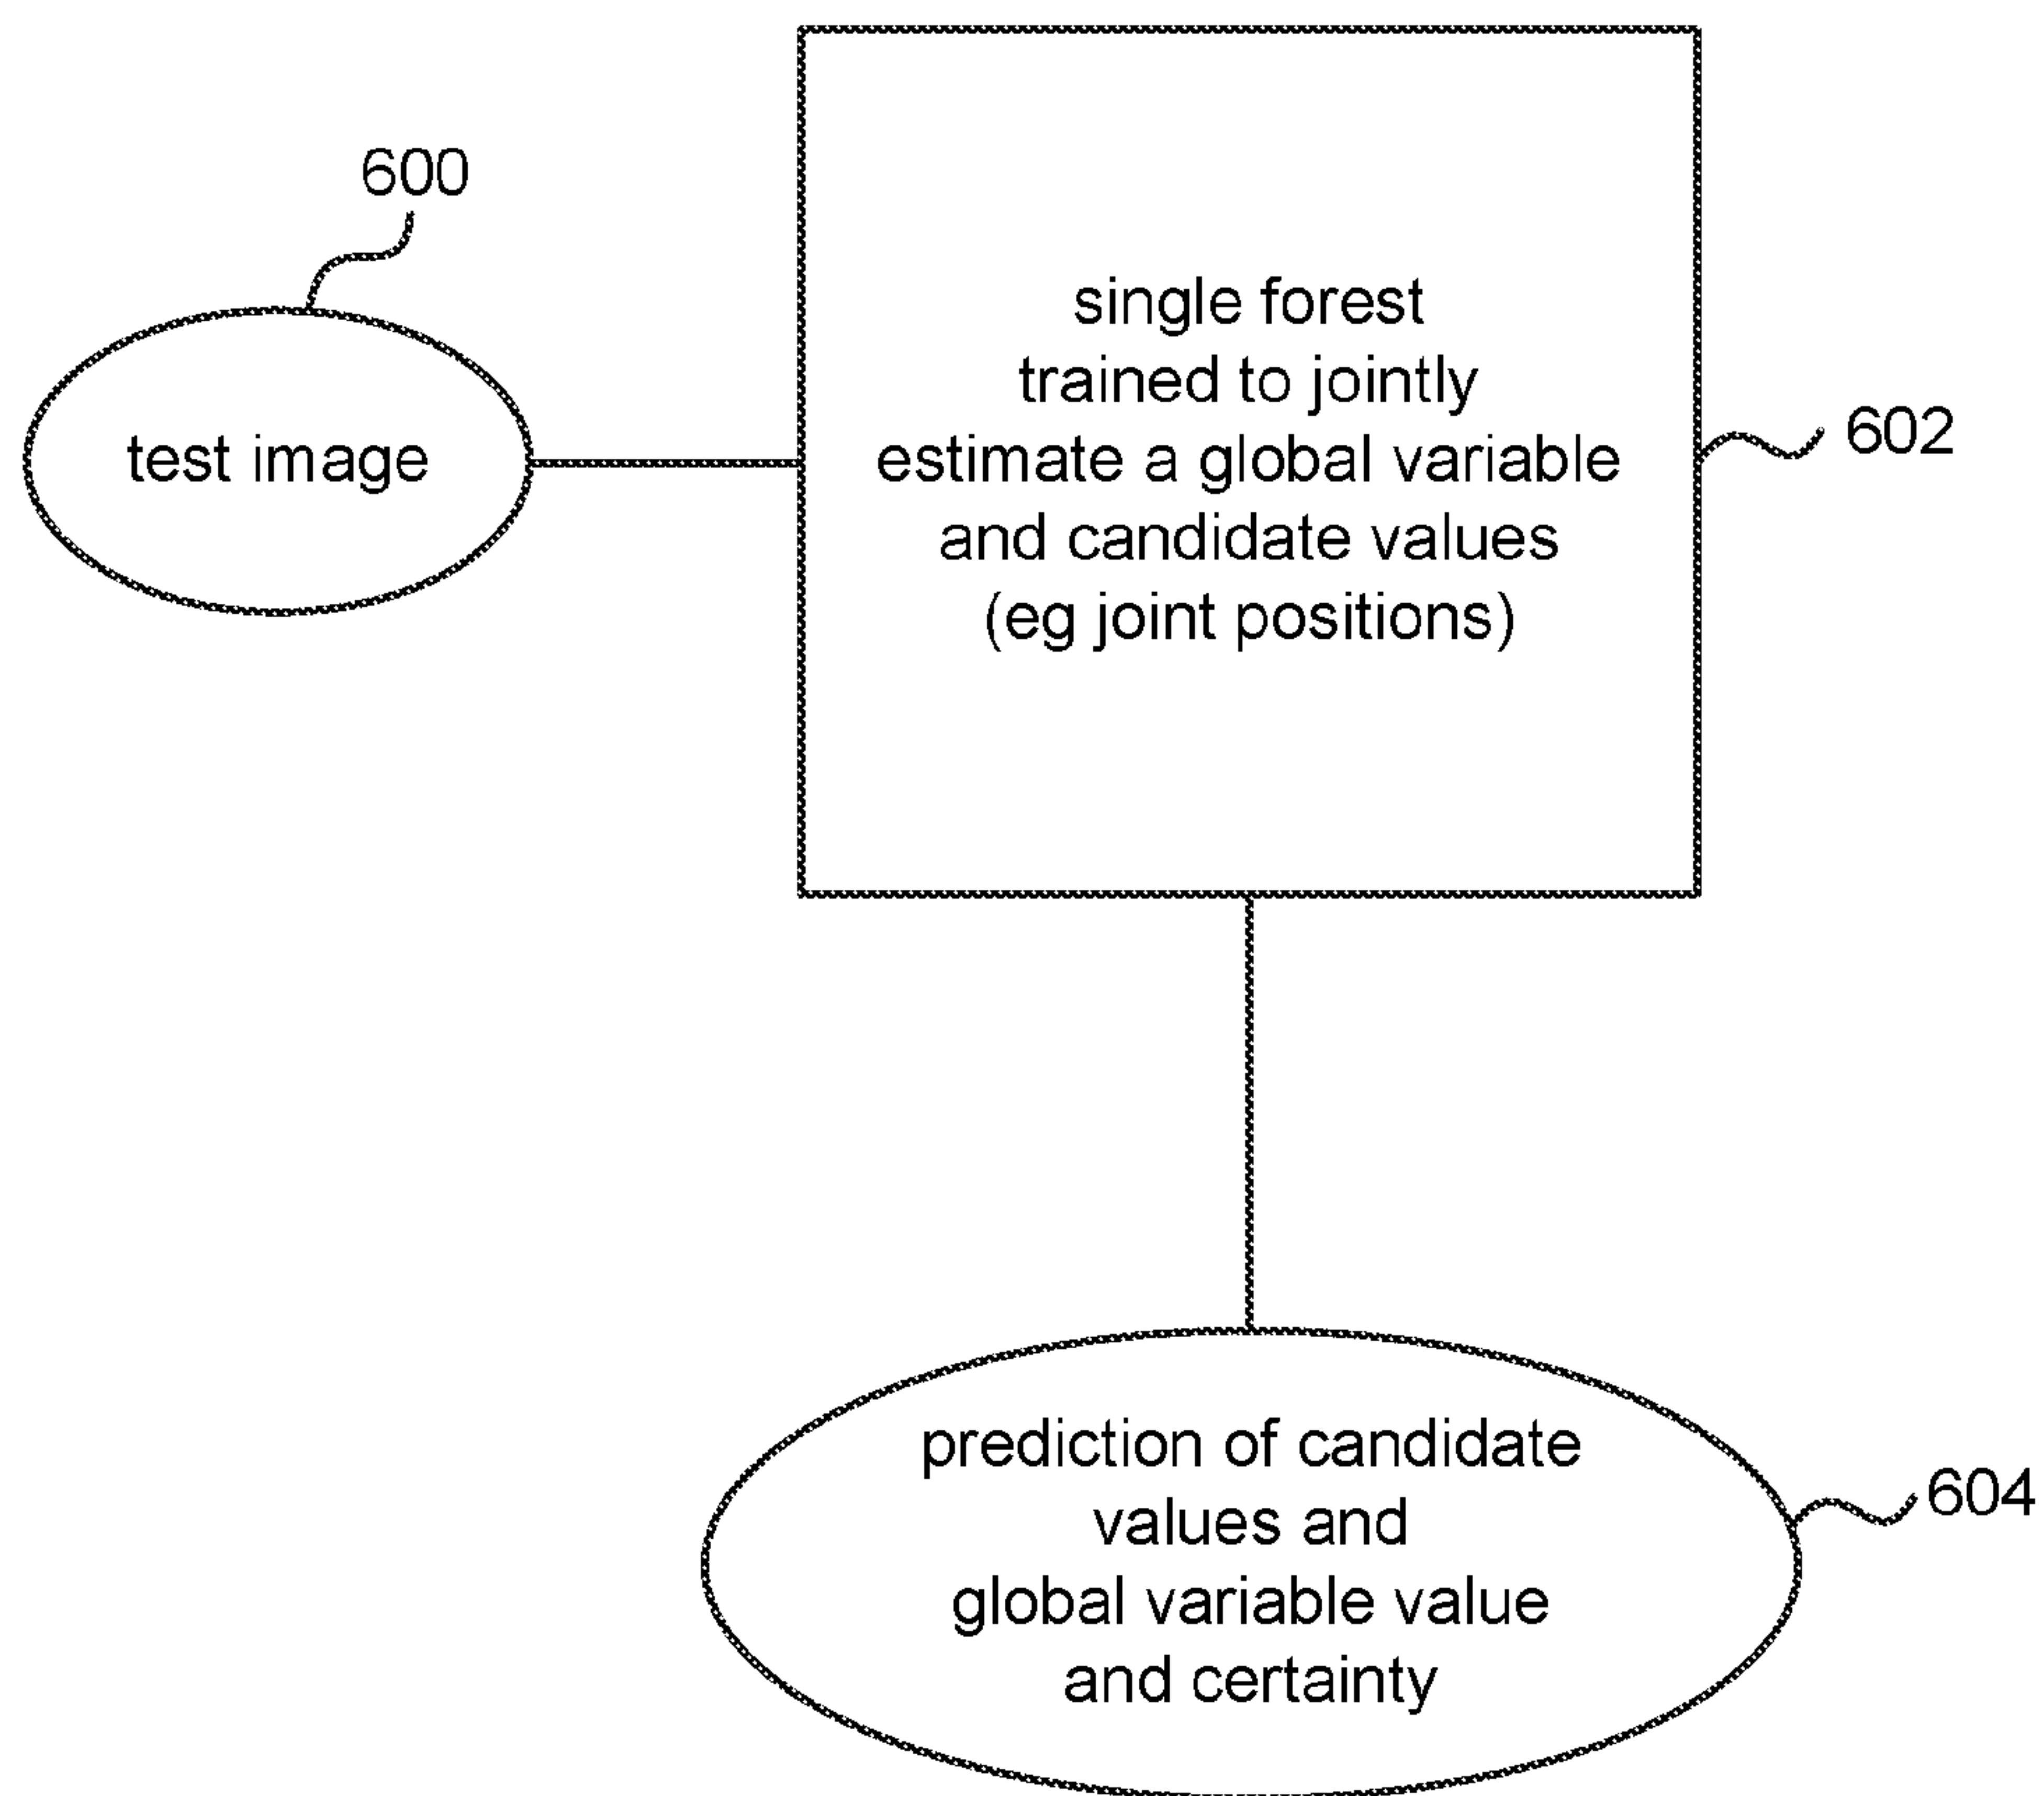 600
test image
single forest
trained to jointly
estimate a global variable
and candidate values
(eg joint positions)
602
prediction of candidate
values and
global variable value
and certainty
604